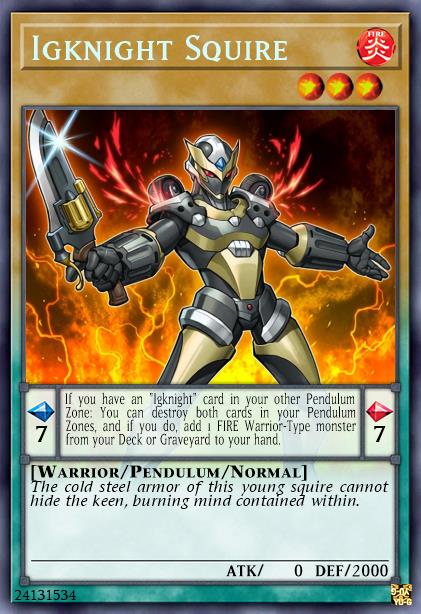 Igknight Squire
FIRE
炎
If you have an "Igknight" card in your other Pendulum
Zone: You can destroy both cards in your Pendulum
Zones, and if you do, add 1 FIRE Warrior-Type monster
from your Deck or Graveyard to your hand.
7
7
[Warrior/Pendulum/Normal]
The cold steel armor of this young squire cannot
hide the keen, burning mind contained within.
ATK/ 0 DEF/2000
24131534